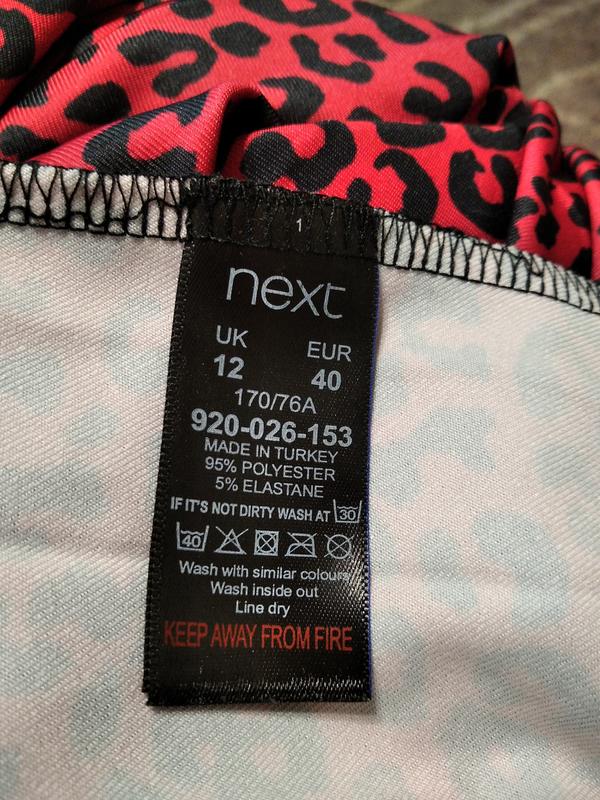 1
next
UK EUR
12 40
170/76A
920-026-153
MADE IN TURKEY
95% POLYESTER
5% ELASTANE
IF IT'S NOT DIRTY WASH AT 30
40
Wash with similar colours
Wash inside out
Line dry
KEEP AWAY FROM FIRE